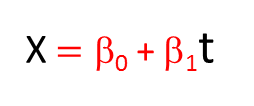 X = β₀ + β₁t